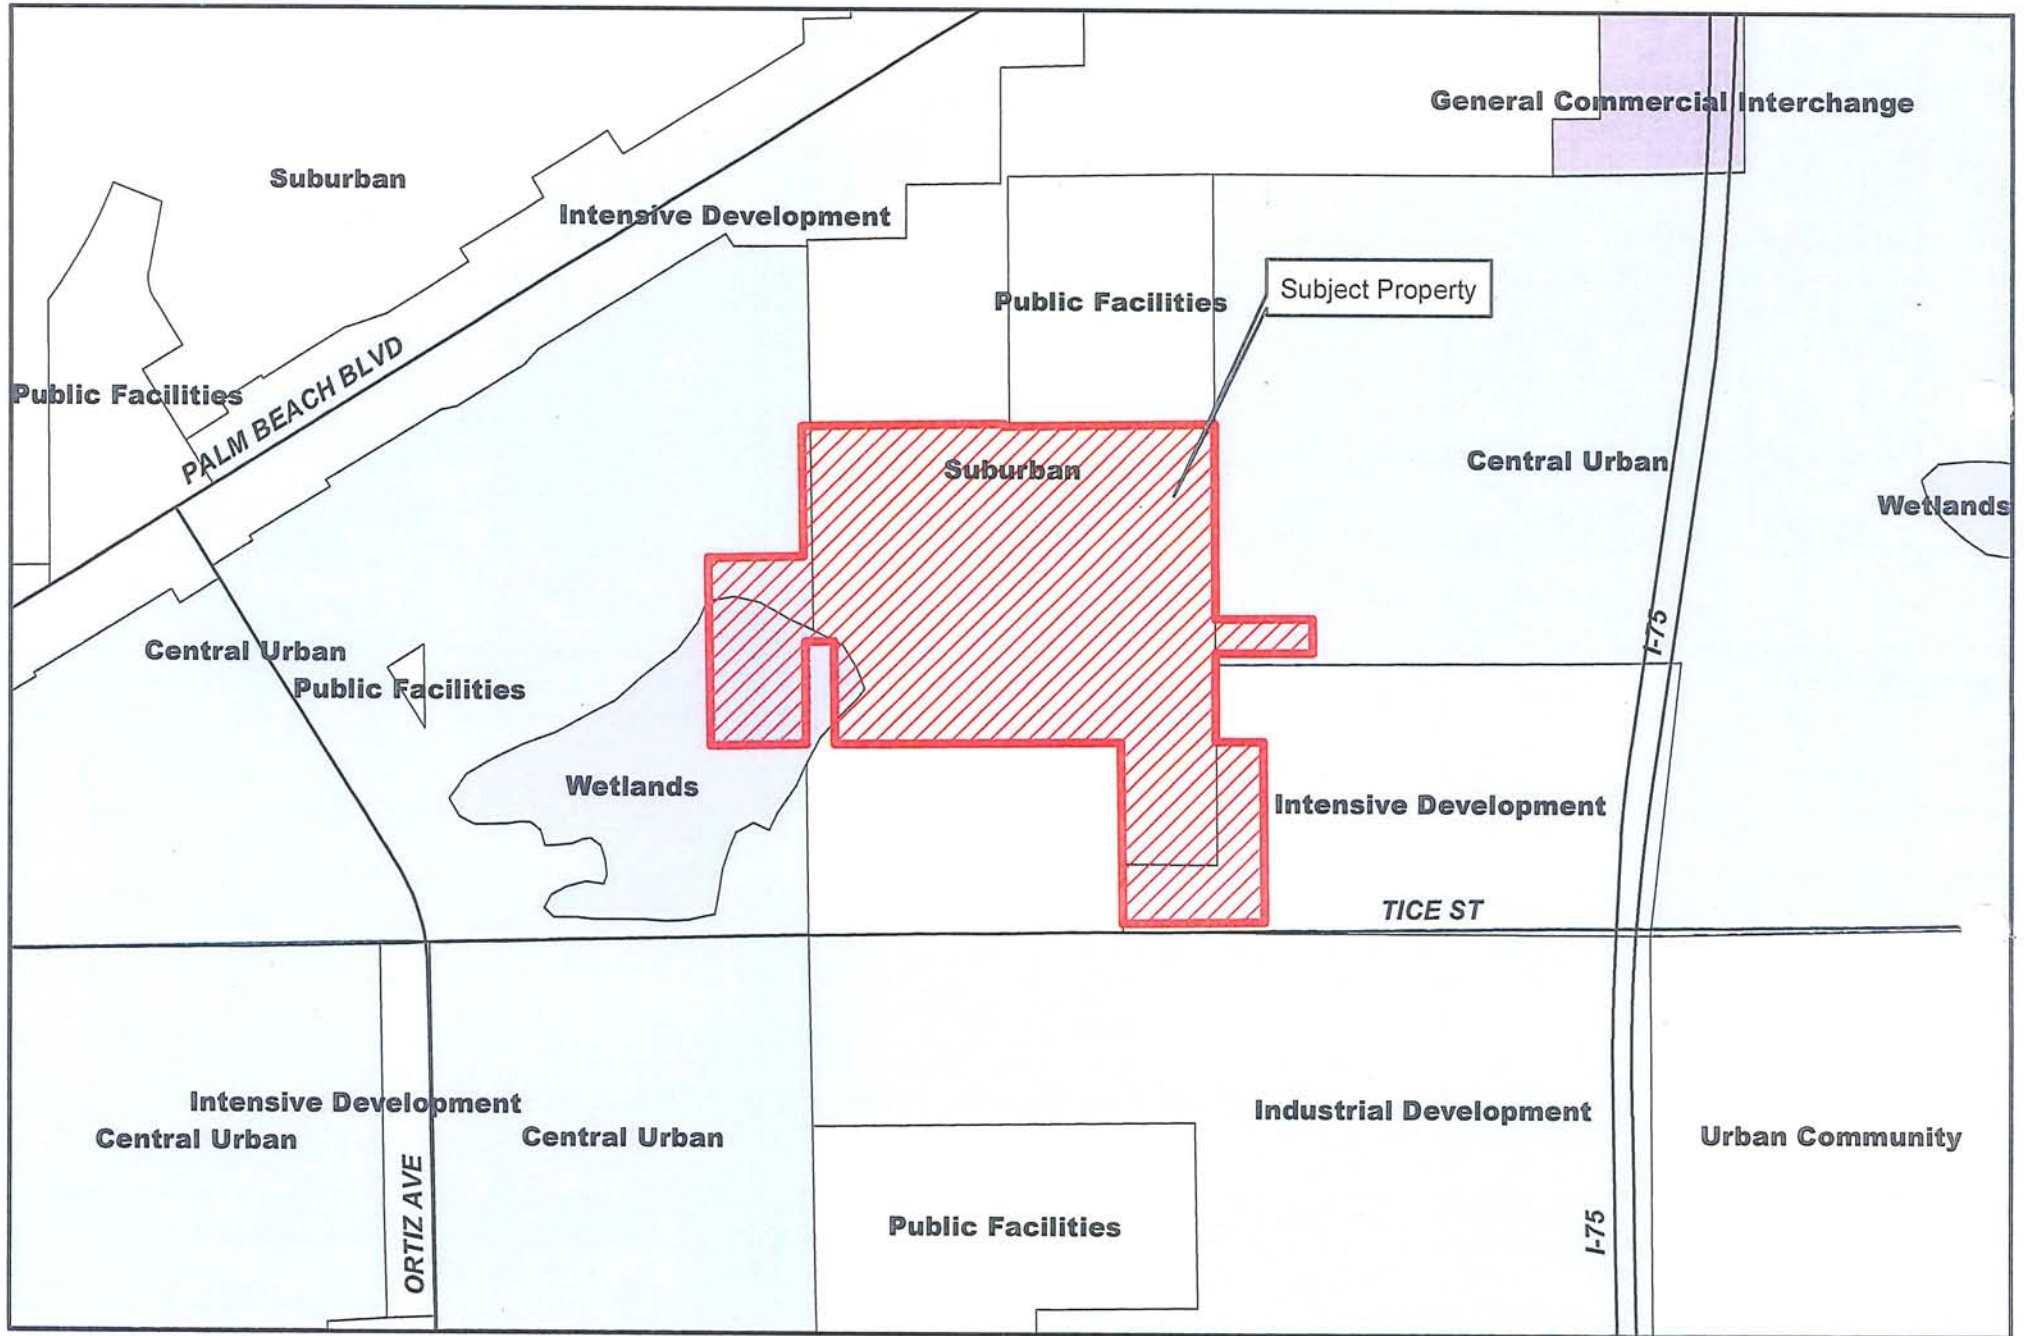 General Commercial Interchange
Suburban
Intensive Development
Subject Property
Public Facilities
PALM BEACH BLVD
Public Facilities
Suburban
Central Urban
Wetlands
I-75
Central Urban
Public Facilities
Wetlands
Intensive Development
TICE ST
Intensive Development
Central Urban
Central Urban
Industrial Development
Urban Community
ORTIZ AVE
Public Facilities
I-75